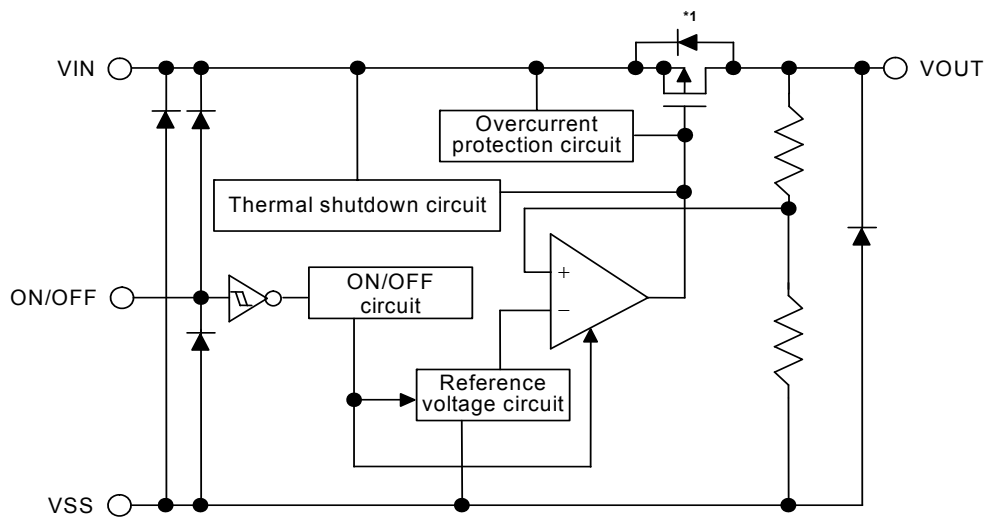 *1
VIN
VOUT
Overcurrent
protection circuit
Thermal shutdown circuit
+
ON/OFF
ON/OFF
circuit
−
Reference
voltage circuit
VSS